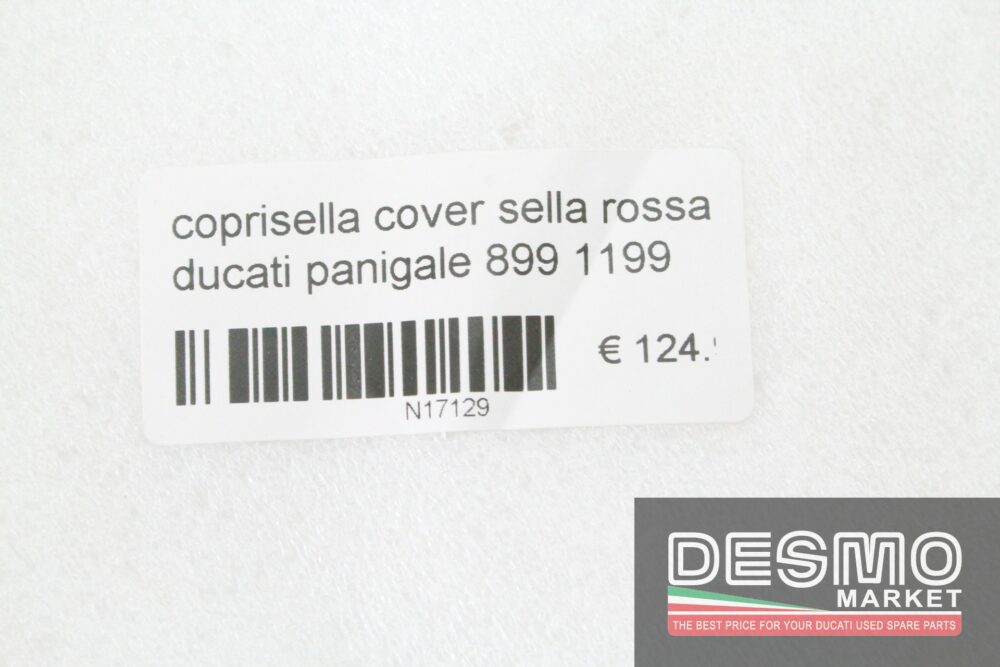 coprisella cover sella rossa
ducati panigale 899 1199
€ 124.
N17129
DESMO
MARKET
THE BEST PRICE FOR YOUR DUCATI USED SPARE PARTS